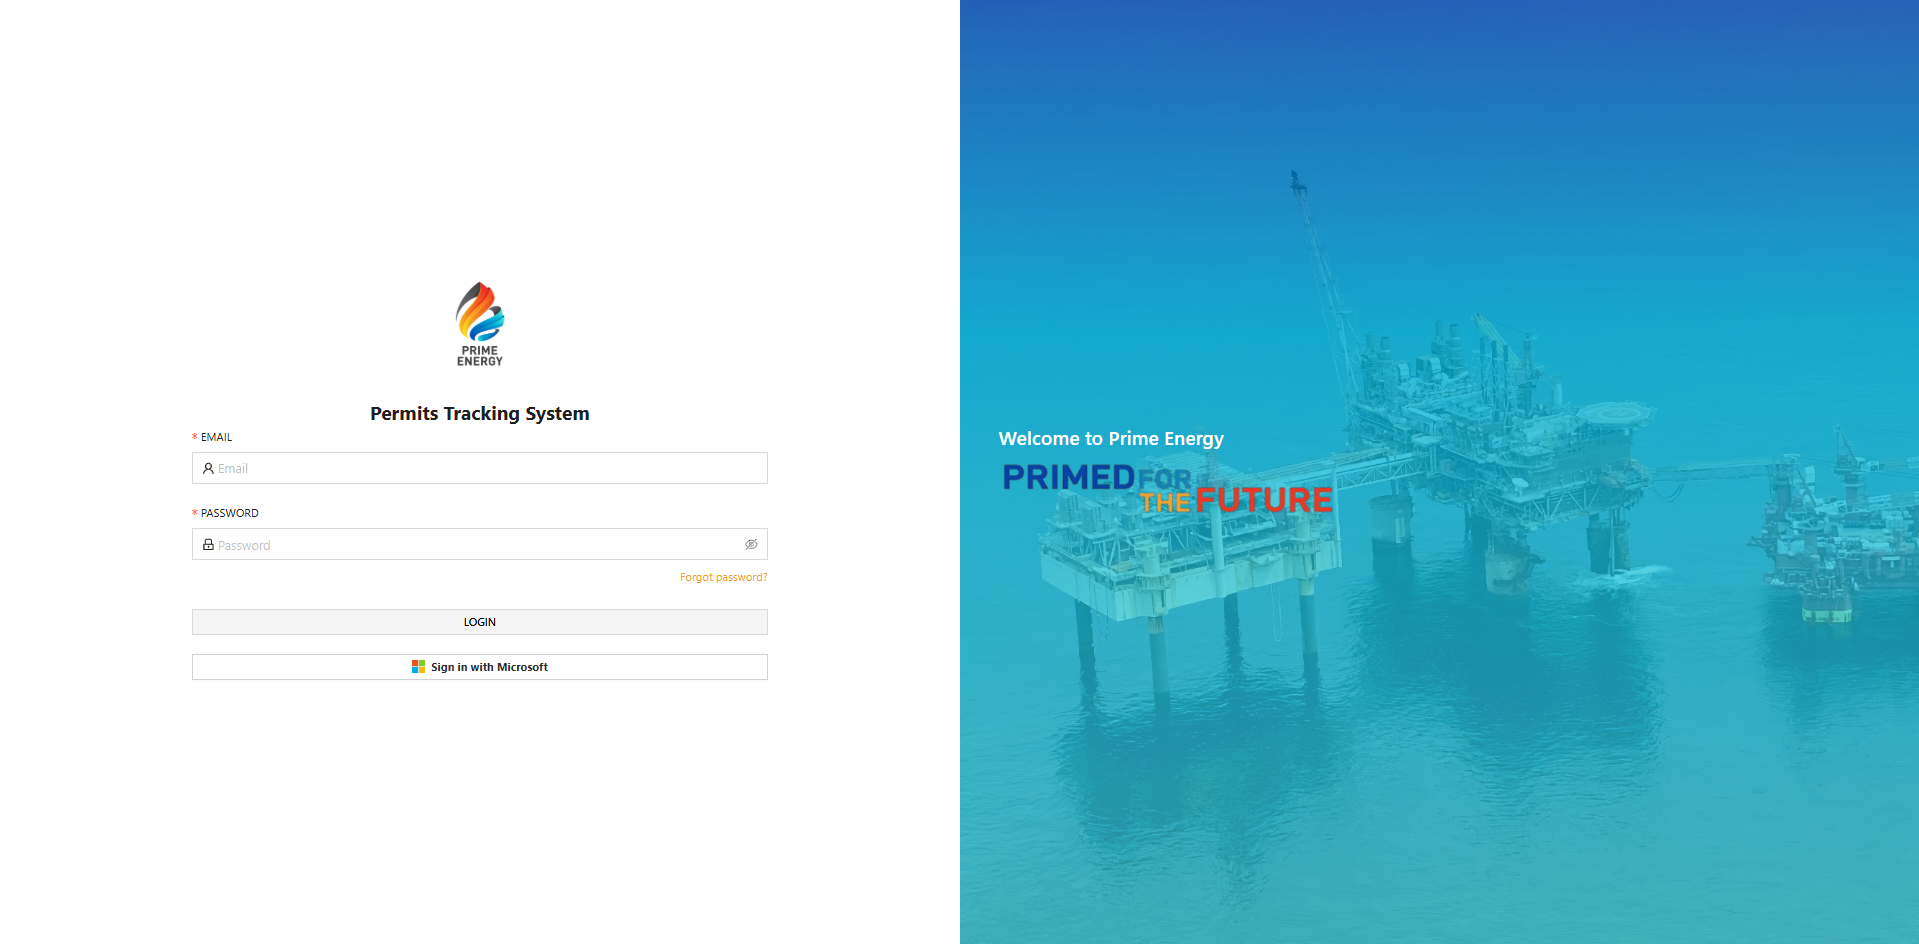 PRIME
ENERGY
Permits Tracking System
* EMAIL
Email
* PASSWORD
Password
Forgot password?
LOGIN
Sign in with Microsoft
Welcome to Prime Energy
PRIMED FOR
THE FUTURE